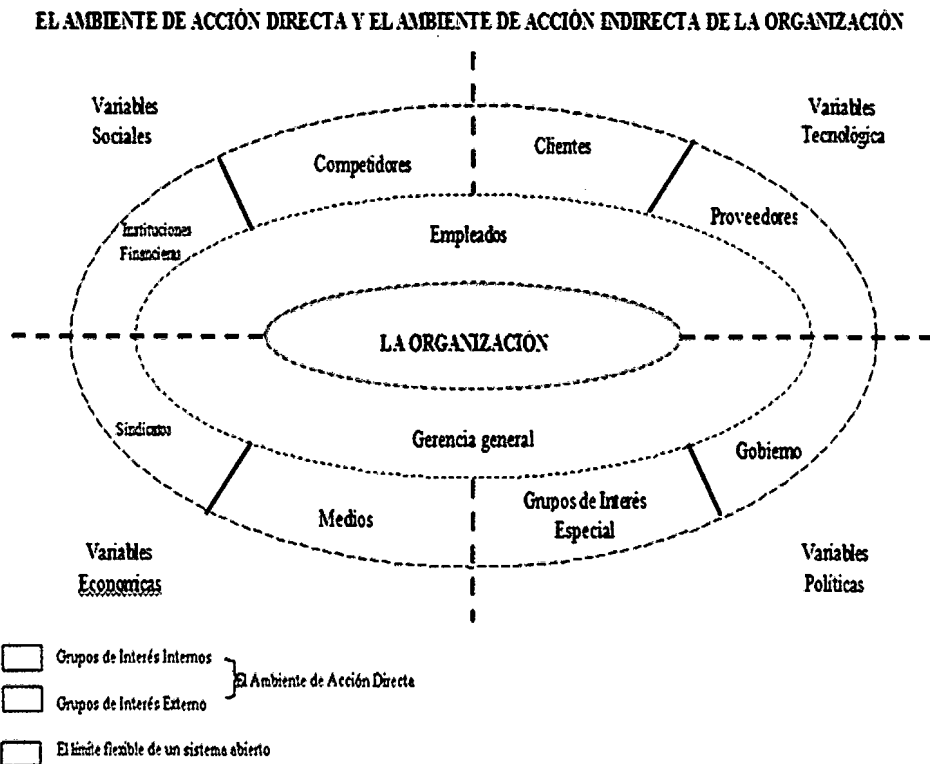 EL AMBIENTE DE ACCIÓN DIRECTA Y EL AMBIENTE DE ACCIÓN INDIRECTA DE LA ORGANIZACIÓN
Variables
Sociales
Variables
Tecnológica
Competidores
Clientes
Instituciones
Financieras
Proveedores
Empleados
LA ORGANIZACIÓN
Sindicatos
Gerencia general
Gobierno
Medios
Grupos de Interés
Especial
Variables
Economicas
Variables
Políticas
Grupos de Interés Internos
El Ambiente de Acción Directa
Grupos de Interés Externo
El límite flexible de un sistema abierto